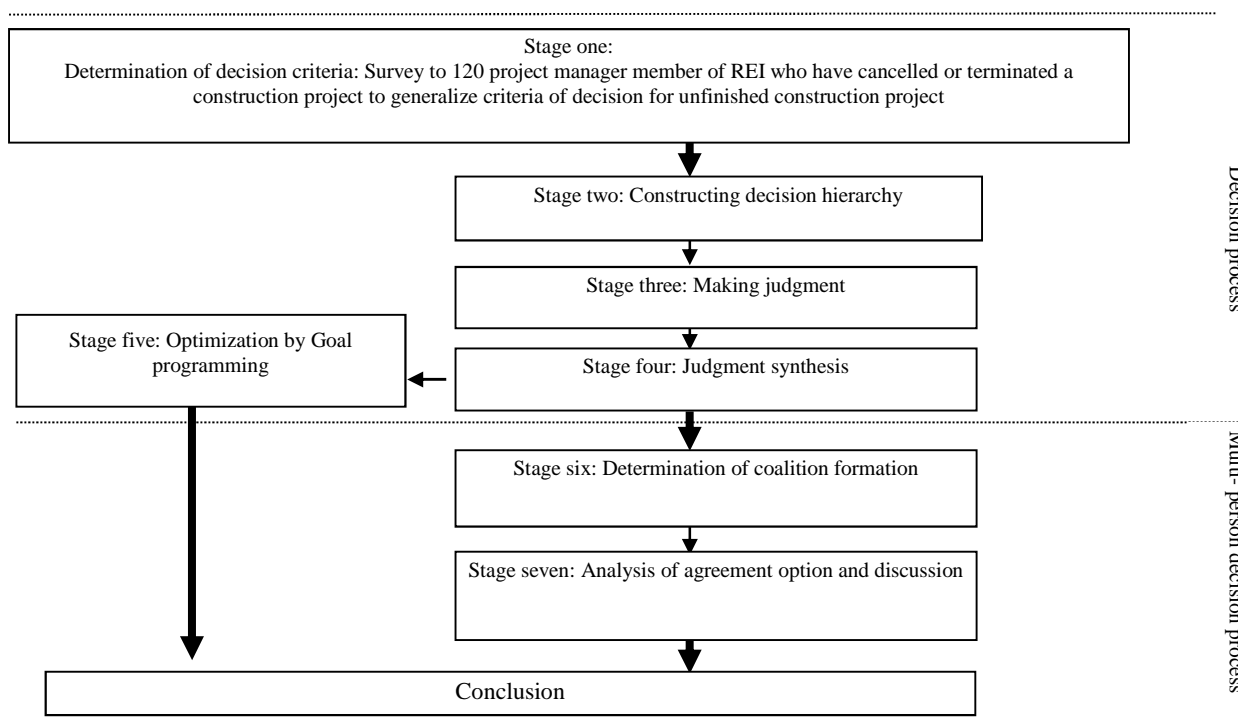 Stage one:
Determination of decision criteria: Survey to 120 project manager member of REI who have cancelled or terminated a
construction project to generalize criteria of decision for unfinished construction project
Stage two: Constructing decision hierarchy
Stage three: Making judgment
Stage five: Optimization by Goal
programming
Stage four: Judgment synthesis
Decision process
Stage six: Determination of coalition formation
Stage seven: Analysis of agreement option and discussion
Multi- person decision process
Conclusion